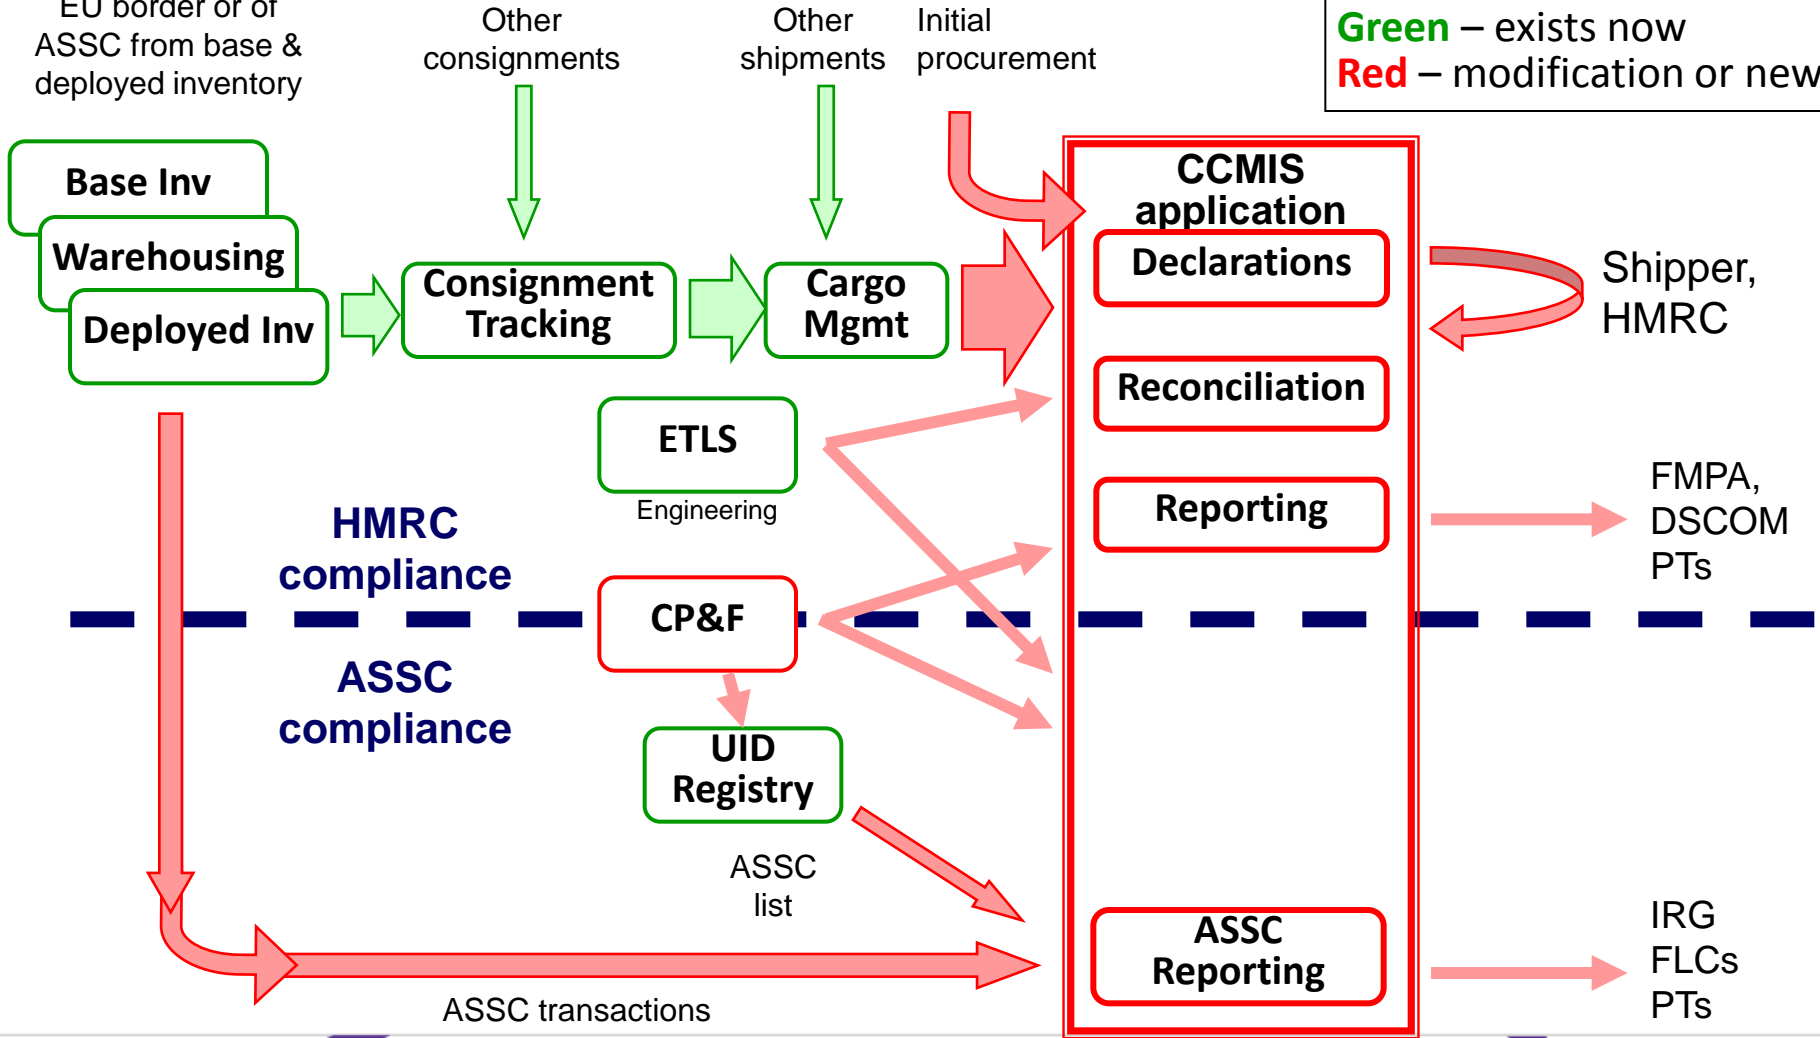 EU border or of
ASSC from base &
deployed inventory
Other
consignments
Other
shipments
Initial
procurement
Green – exists now
Red – modification or new
Base Inv
Warehousing
Deployed Inv
Consignment
Tracking
Cargo
Mgmt
CCMIS
application
Declarations
Shipper,
HMRC
Reconciliation
ETLS
Engineering
Reporting
FMPA,
DSCOM
PTs
HMRC
compliance
CP&F
ASSC
compliance
UID
Registry
ASSC
list
ASSC
Reporting
IRG
FLCs
PTs
ASSC transactions